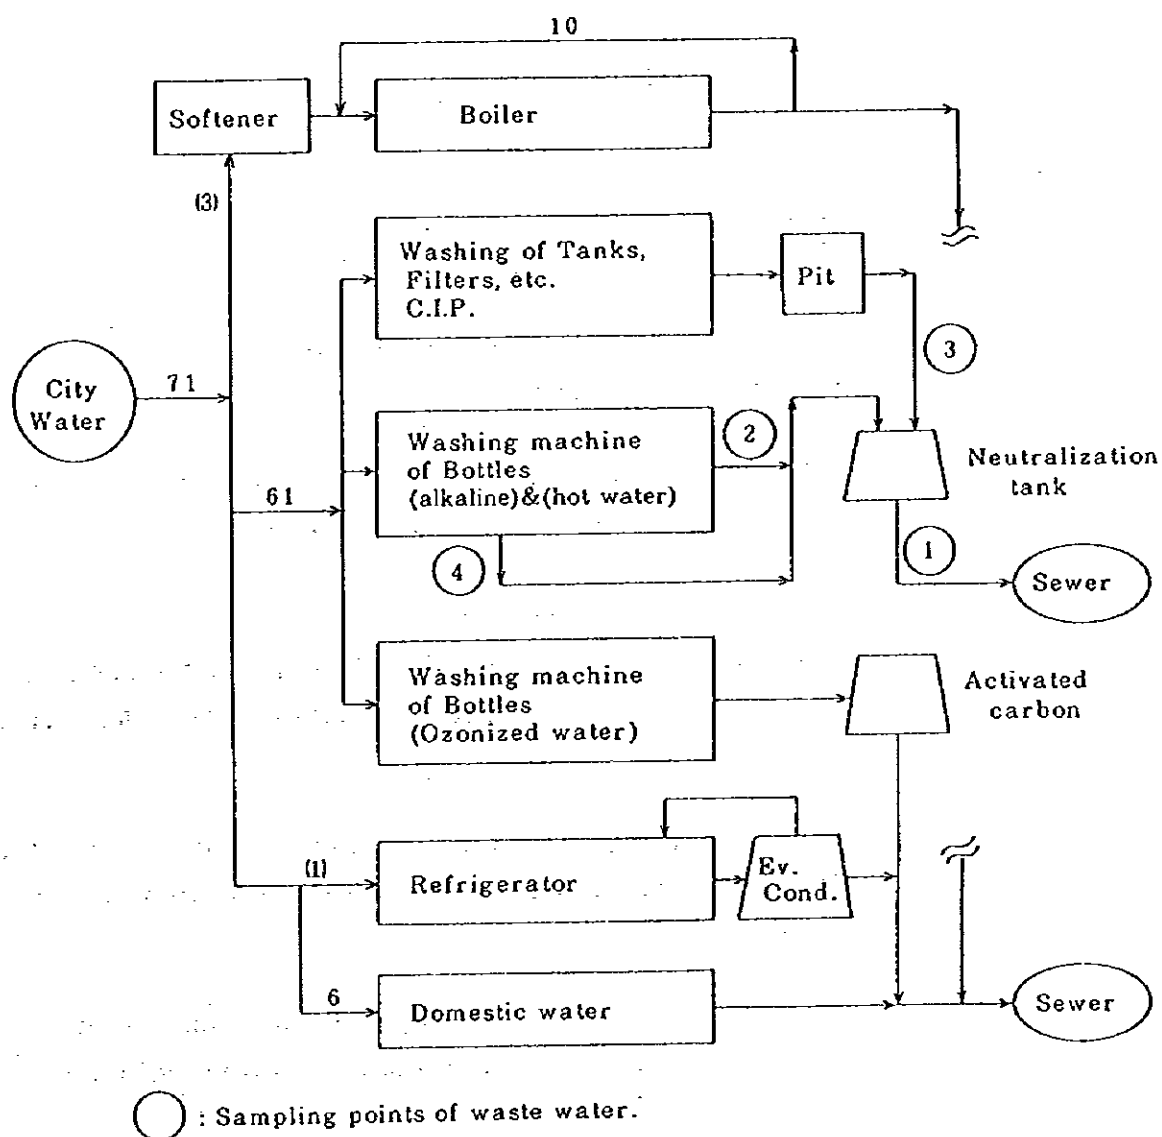 10
Softener
Boiler
(3)
Washing of Tanks,
Filters, etc.
C.I.P.
Pit
3
City
Water
71
Washing machine
of Bottles
(alkaline)&(hot water)
2
Neutralization
tank
61
4
1
Sewer
Washing machine
of Bottles
(Ozonized water)
Activated
carbon
(1)
Refrigerator
Ev.
Cond.
6
Domestic water
Sewer
: Sampling points of waste water.